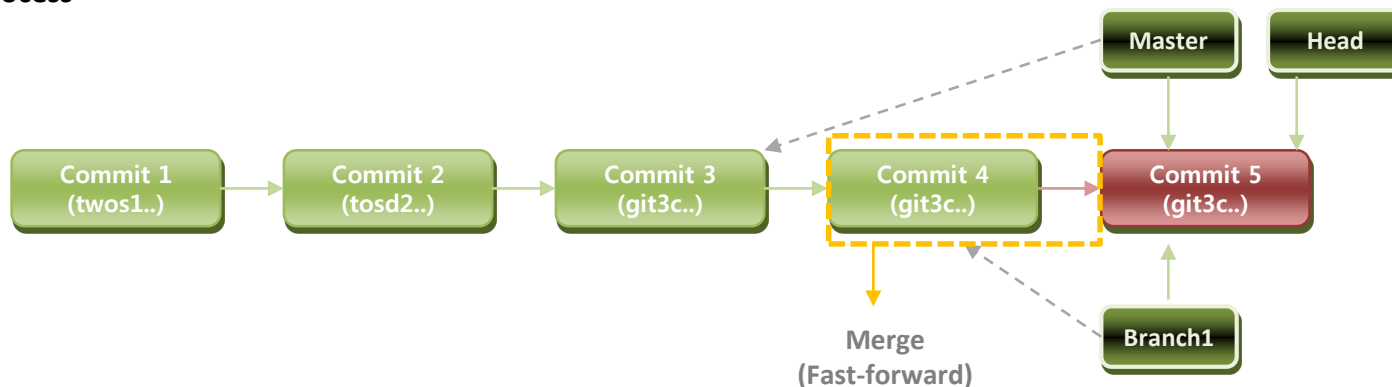 Master
Head
Commit 1
(twos1..)
Commit 2
(tosd2..)
Commit 3
(git3c..)
Commit 4
(git3c..)
Commit 5
(git3c..)
Branch1
Merge
(Fast-forward)